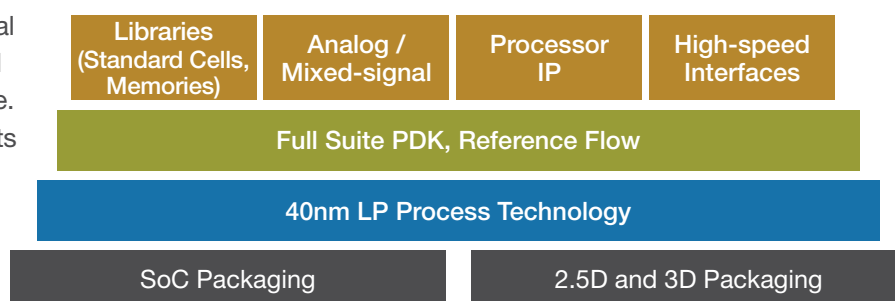 Libraries
(Standard Cells,
Memories)
Analog /
Mixed-signal
Processor
IP
High-speed
Interfaces
Full Suite PDK, Reference Flow
40nm LP Process Technology
SoC Packaging
2.5D and 3D Packaging